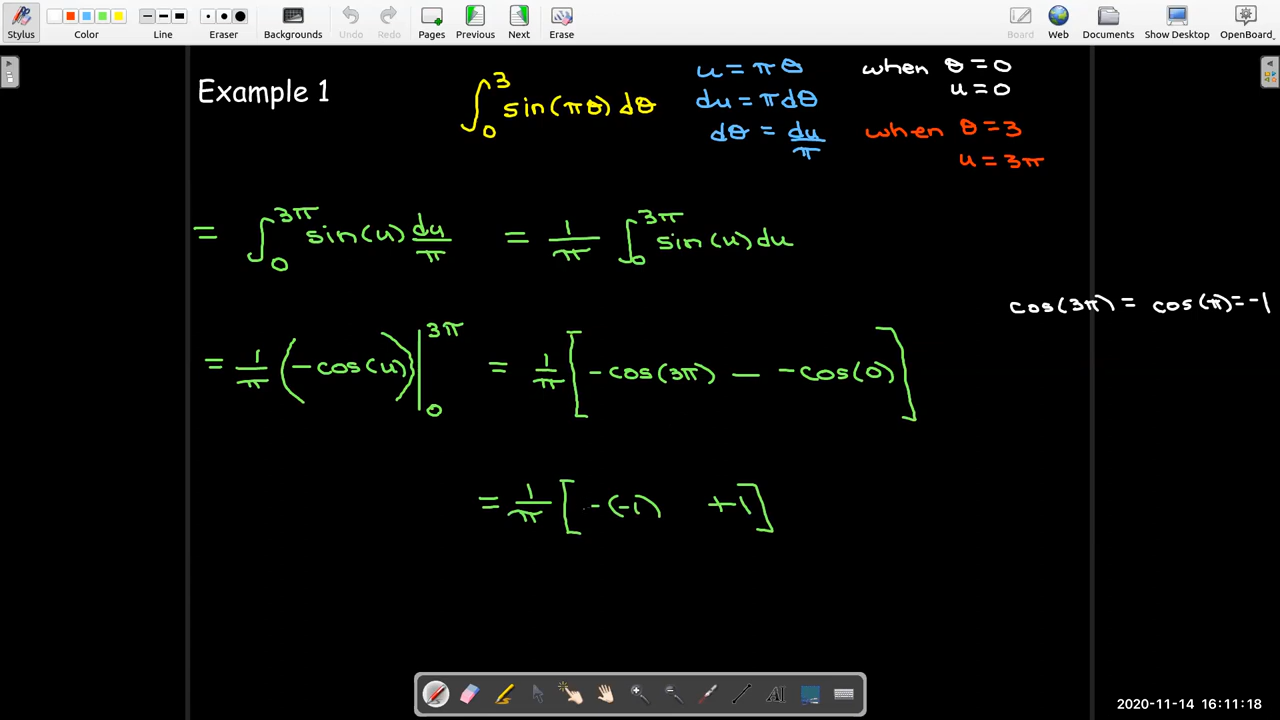 Stylus Color Line Eraser Backgrounds Undo Redo Pages Previous Next Erase Board Web Documents Show Desktop OpenBoard
Example 1
∫₀³ sin(πθ) dθ
u = πθ
du = πdθ
dθ = du/π
when θ = 0
u = 0
when θ = 3
u = 3π
= ∫₀^{3π} sin(u) du/π = 1/π ∫₀^{3π} sin(u) du
cos(3π) = cos(π) = -1
= 1/π (-cos(u)) |₀^{3π} = 1/π [-cos(3π) — -cos(0)]
= 1/π [-(-1) +1]
2020-11-14 16:11:18